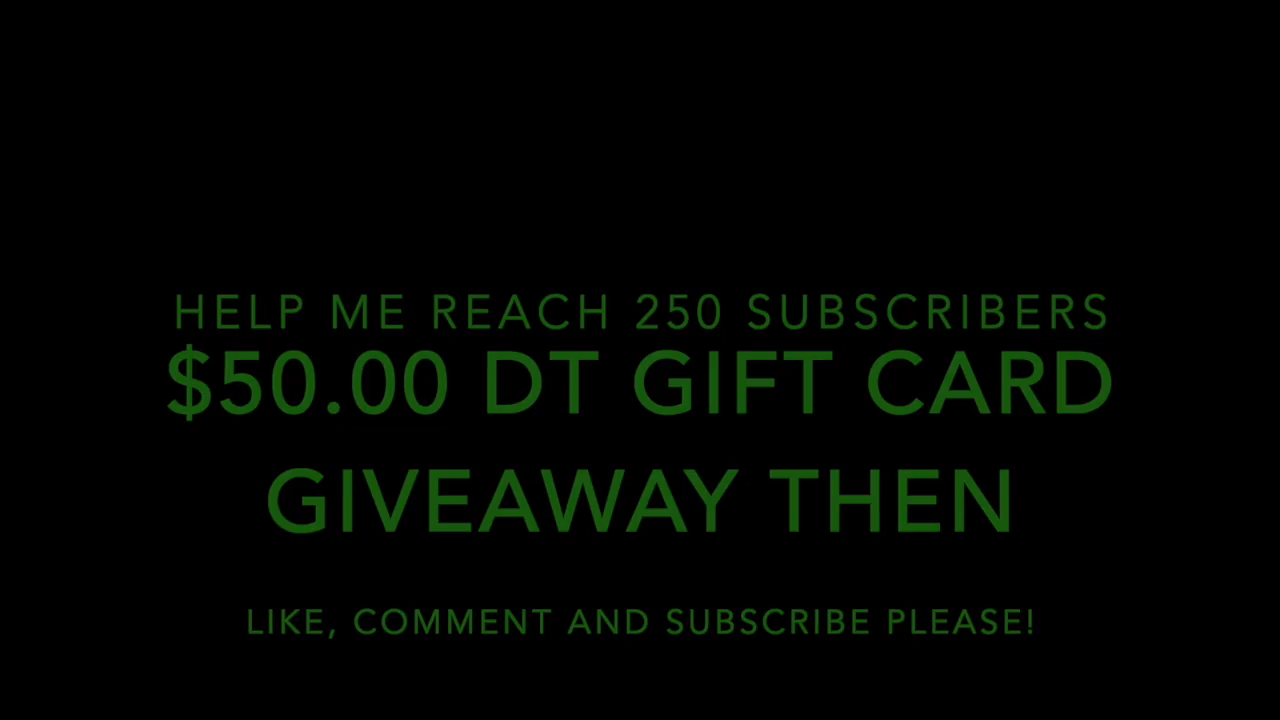 HELP ME REACH 250 SUBSCRIBERS
$50.00 DT GIFT CARD
GIVEAWAY THEN
LIKE, COMMENT AND SUBSCRIBE PLEASE!